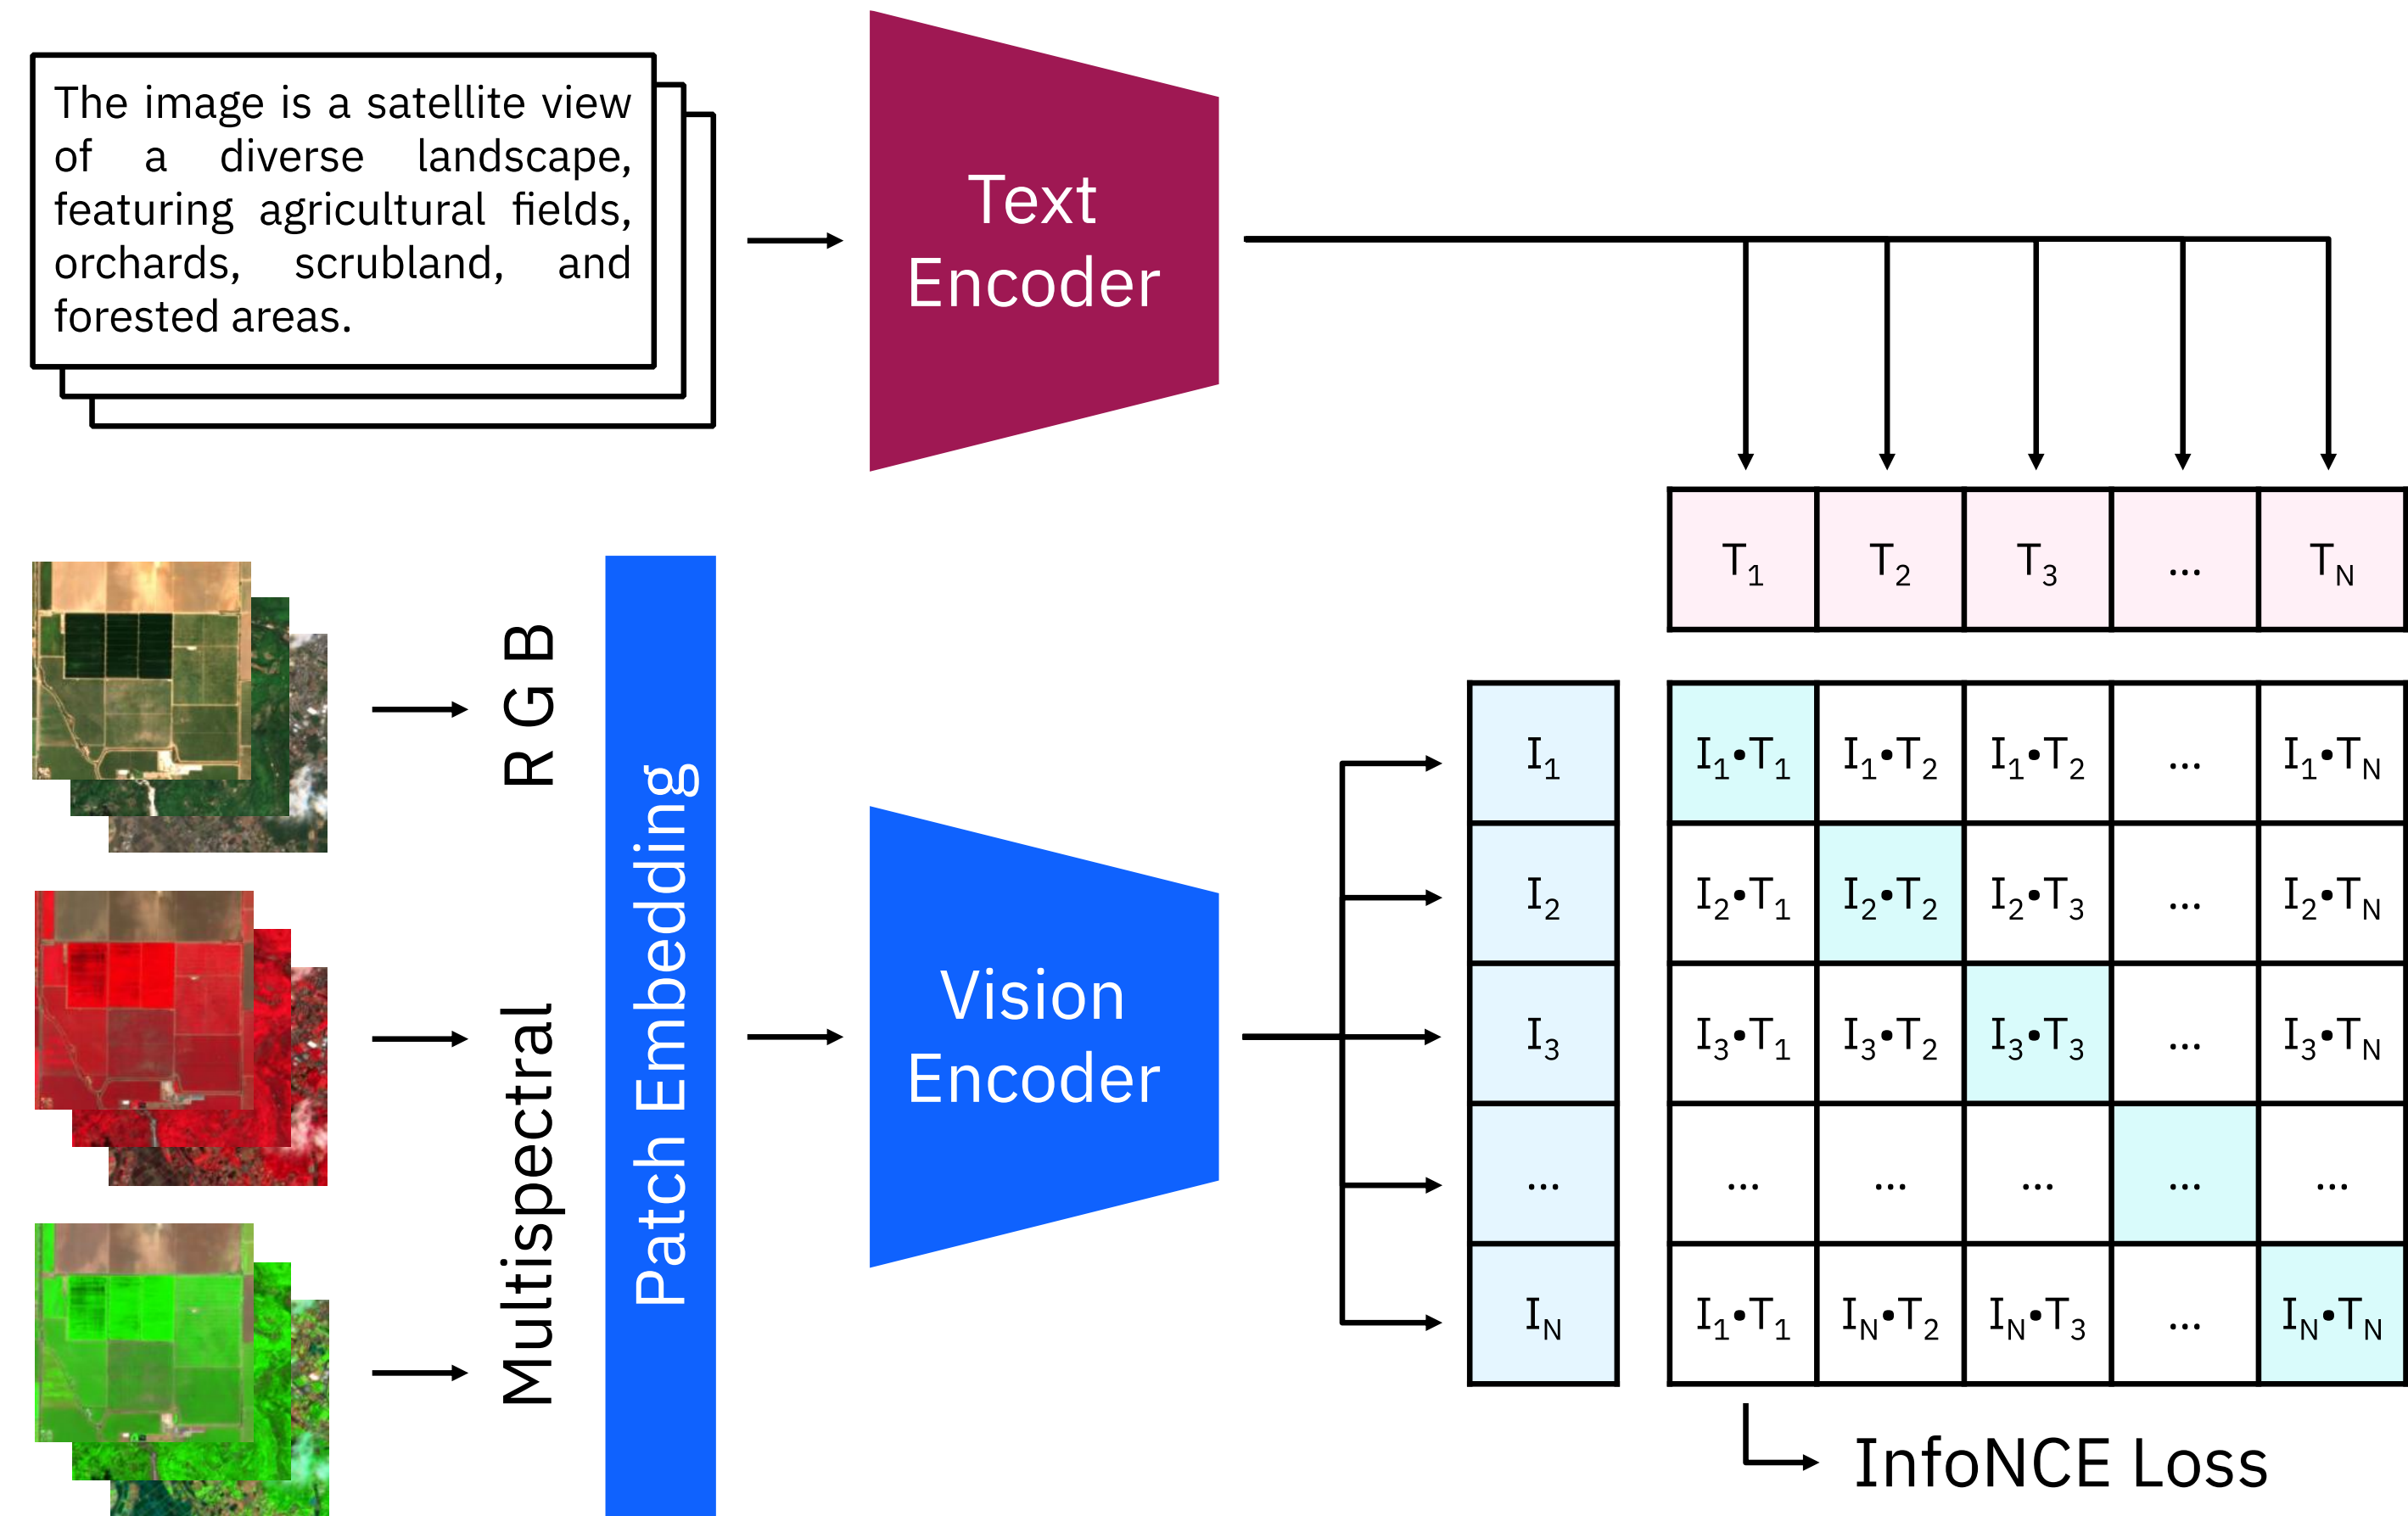 The image is a satellite view
of a diverse landscape,
featuring agricultural fields,
orchards, scrubland, and
forested areas.
Text
Encoder
T1 T2 T3 ... TN
R G B
Multispectral
Patch Embedding
Vision
Encoder
I1 I1•T1 I1•T2 I1•T2 ... I1•TN
I2 I2•T1 I2•T2 I2•T3 ... I2•TN
I3 I3•T1 I3•T2 I3•T3 ... I3•TN
... ... ... ... ... ...
IN I1•T1 IN•T2 IN•T3 ... IN•TN
InfoNCE Loss